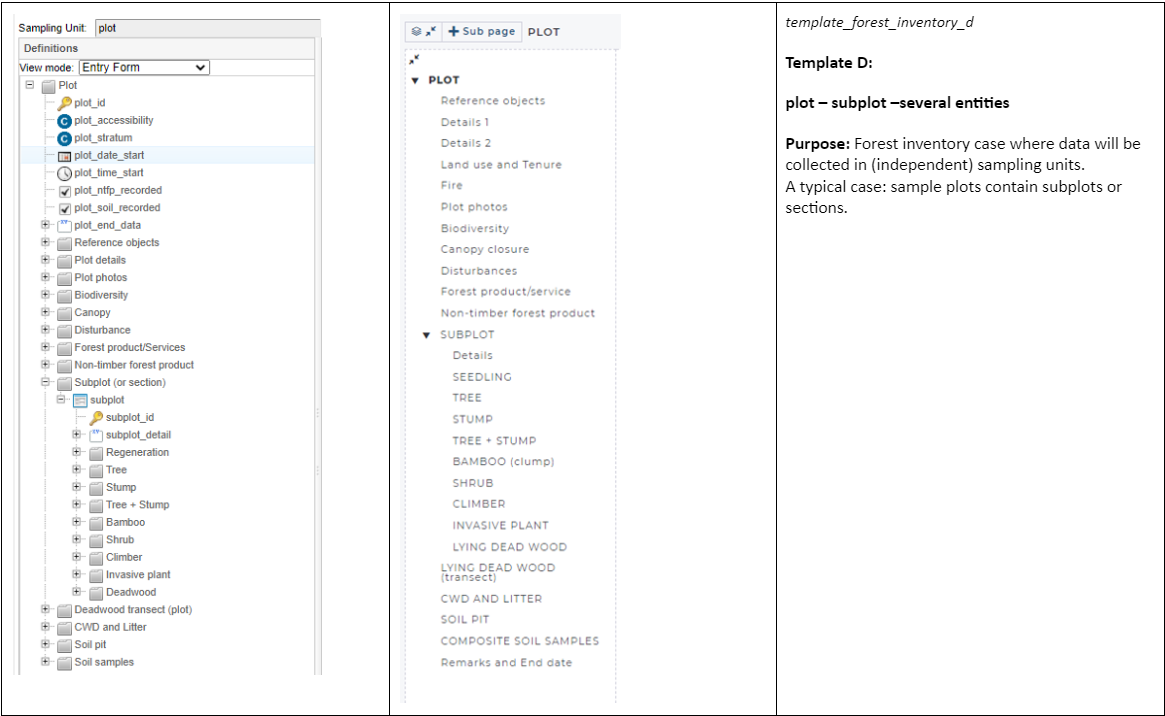 Sampling Unit: plot
Definitions
View mode: Entry Form
Plot
plot_id
plot_accessibility
plot_stratum
plot_date_start
plot_time_start
plot_ntfp_recorded
plot_soil_recorded
plot_end_data
Reference objects
Plot details
Plot photos
Biodiversity
Canopy
Disturbance
Forest product/Services
Non-timber forest product
Subplot (or section)
subplot
subplot_id
subplot_detail
Regeneration
Tree
Stump
Tree + Stump
Bamboo
Shrub
Climber
Invasive plant
Deadwood
Deadwood transect (plot)
CWD and Litter
Soil pit
Soil samples
Sub page PLOT
PLOT
Reference objects
Details 1
Details 2
Land use and Tenure
Fire
Plot photos
Biodiversity
Canopy closure
Disturbances
Forest product/service
Non-timber forest product
SUBPLOT
Details
SEEDLING
TREE
STUMP
TREE + STUMP
BAMBOO (clump)
SHRUB
CLIMBER
INVASIVE PLANT
LYING DEAD WOOD
LYING DEAD WOOD
(transect)
CWD AND LITTER
SOIL PIT
COMPOSITE SOIL SAMPLES
Remarks and End date
template_forest_inventory_d
Template D:
plot – subplot –several entities
Purpose: Forest inventory case where data will be
collected in (independent) sampling units.
A typical case: sample plots contain subplots or
sections.